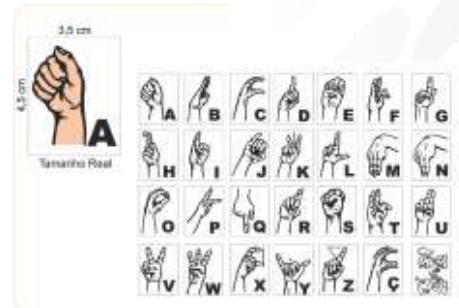 3,5 cm
4,5 cm
A
Tamanho Real
A B C D E F G
H I J K L M N
O P Q R S T U
V W X Y Z Ç